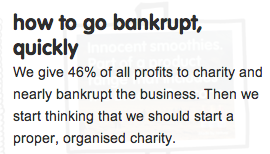 how to go bankrupt,
quickly
We give 46% of all profits to charity and
nearly bankrupt the business. Then we
start thinking that we should start a
proper, organised charity.